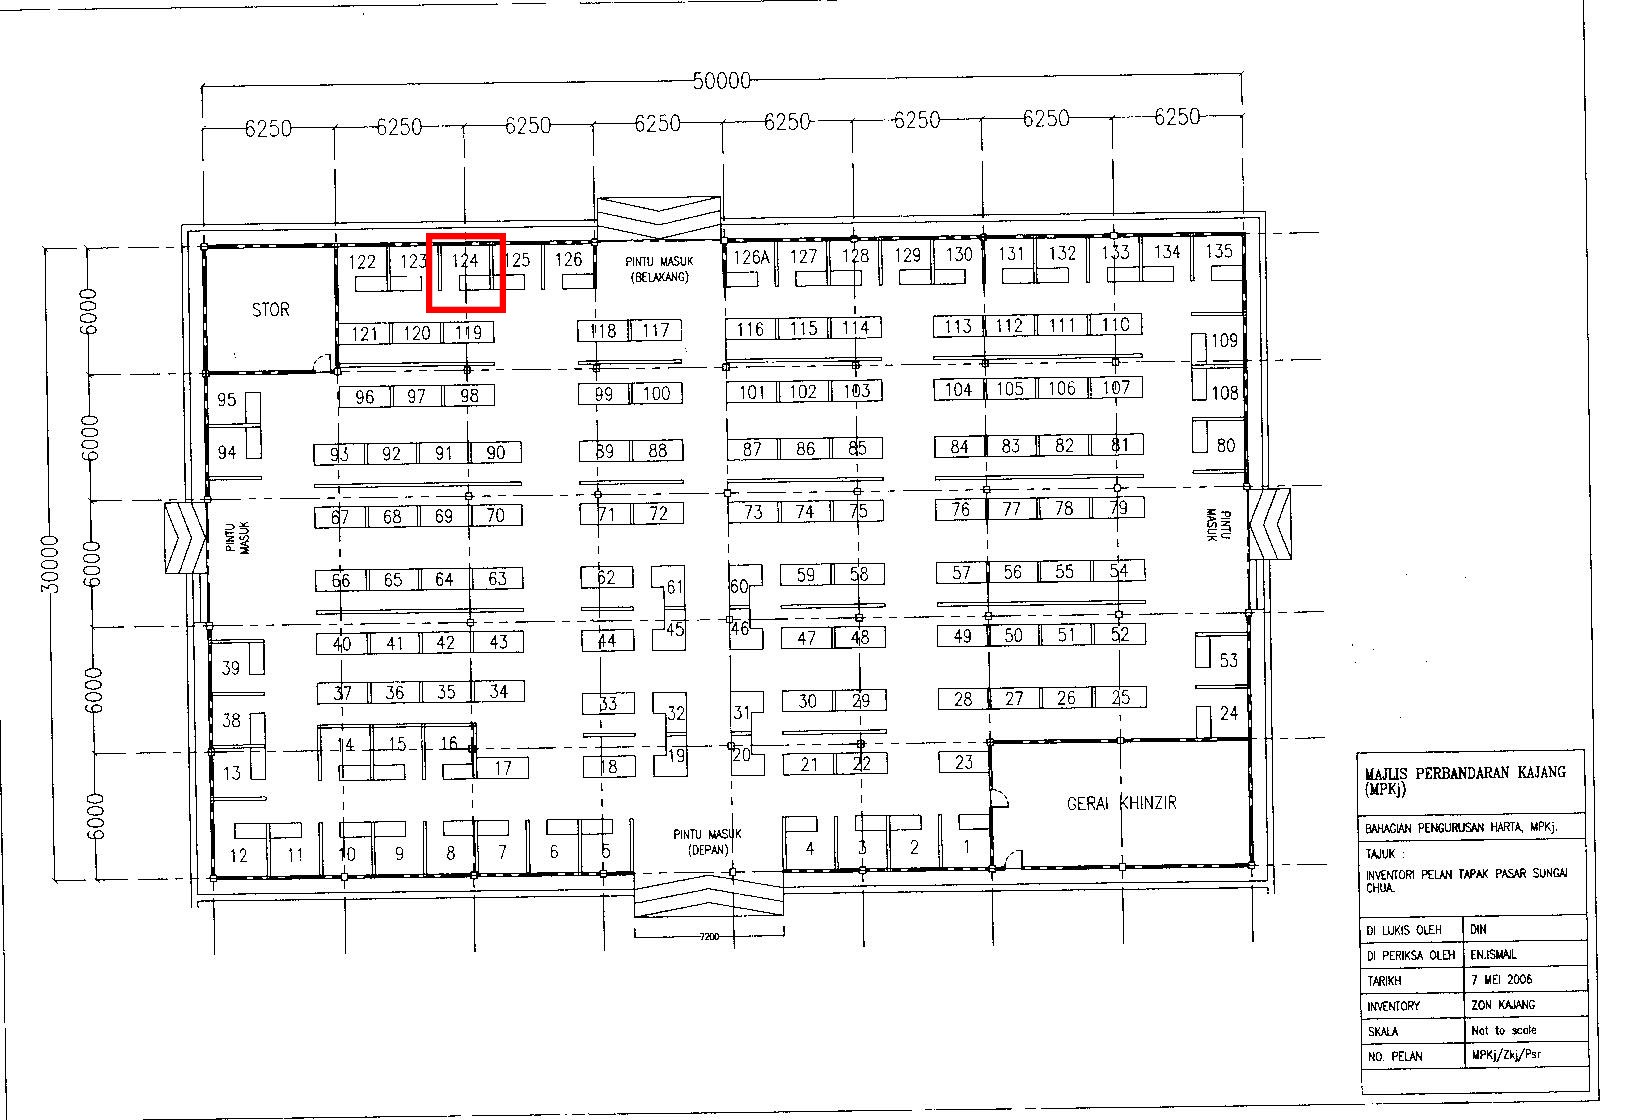 50000
6250 6250 6250 6250 6250 6250 6250 6250
122 123 124 125 126 PINTU MASUK 126A 127 128 129 130 131 132 133 134 135
(BELAKANG)
STOR
6000 6000 6000 6000 6000
30000
121 120 119 118 117 116 115 114 113 112 111 110
109
96 97 98 99 100 101 102 103 104 105 106 107
95 108
93 92 91 90 89 88 87 86 85 84 83 82 81
94 80
67 68 69 70 71 72 73 74 75 76 77 78 79
PINTU
MASUK
PINTU
MASUK
66 65 64 63 62 61 60 59 58 57 56 55 54
40 41 42 43 44 45 46 47 48 49 50 51 52
39 53
37 36 35 34 33 32 31 30 29 28 27 26 25
38 24
14 15 16
13 17 18 19 20 21 22 23
GERAI KHINZIR
12 11 10 9 8 7 6 5 PINTU MASUK 4 3 2 1
(DEPAN)
7200
MAJLIS PERBANDARAN KAJANG
(MPKj)
BAHAGIAN PENGURUSAN HARTA, MPKj.
TAJUK :
INVENTORI PELAN TAPAK PASAR SUNGAI
CHUA.
DI LUKIS OLEH DIN
DI PERIKSA OLEH EN.ISMAIL
TARIKH 7 MEI 2006
INVENTORY ZON KAJANG
SKALA Not to scale
NO. PELAN MPKj/Zkj/Psr